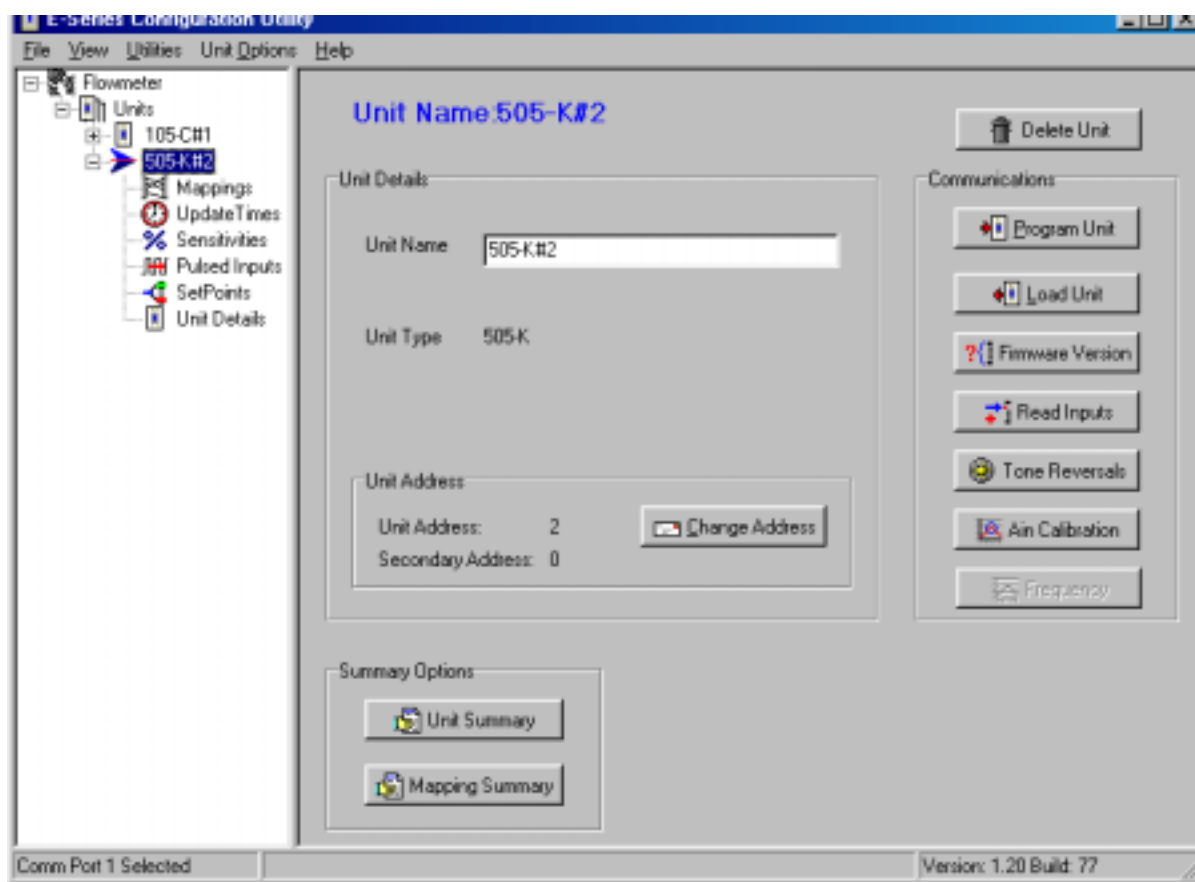 E-Series Configuration Utility
File View Utilities Unit Options Help
Flowmeter
Units
105-C#1
505-K#2
Mappings
UpdateTimes
Sensitivities
Pulsed Inputs
SetPoints
Unit Details
Unit Name:505-K#2
Delete Unit
Unit Details
Unit Name 505-K#2
Unit Type 505-K
Unit Address
Unit Address: 2
Change Address
Secondary Address: 0
Communications
Program Unit
Load Unit
Firmware Version
Read Inputs
Tone Reversals
Ain Calibration
Frequency
Summary Options
Unit Summary
Mapping Summary
Comm Port 1 Selected
Version: 1.20 Build: 77